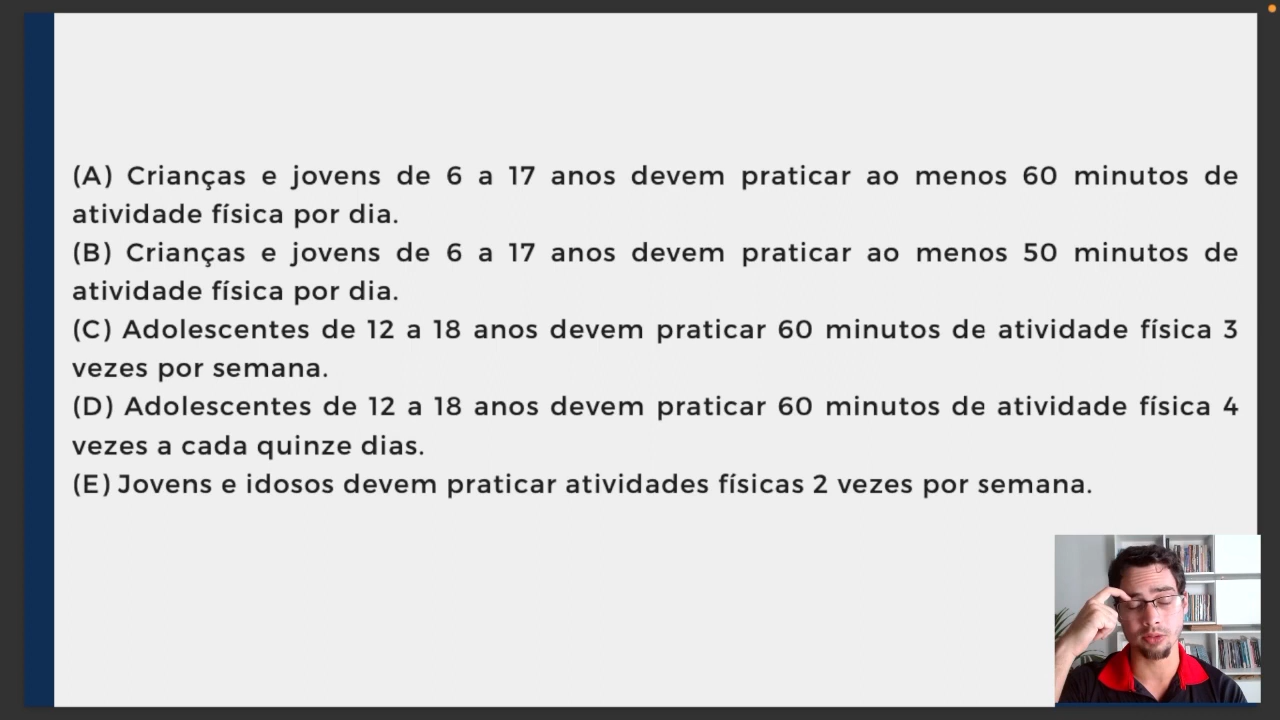 (A) Crianças e jovens de 6 a 17 anos devem praticar ao menos 60 minutos de
atividade física por dia.
(B) Crianças e jovens de 6 a 17 anos devem praticar ao menos 50 minutos de
atividade física por dia.
(C) Adolescentes de 12 a 18 anos devem praticar 60 minutos de atividade física 3
vezes por semana.
(D) Adolescentes de 12 a 18 anos devem praticar 60 minutos de atividade física 4
vezes a cada quinze dias.
(E) Jovens e idosos devem praticar atividades físicas 2 vezes por semana.